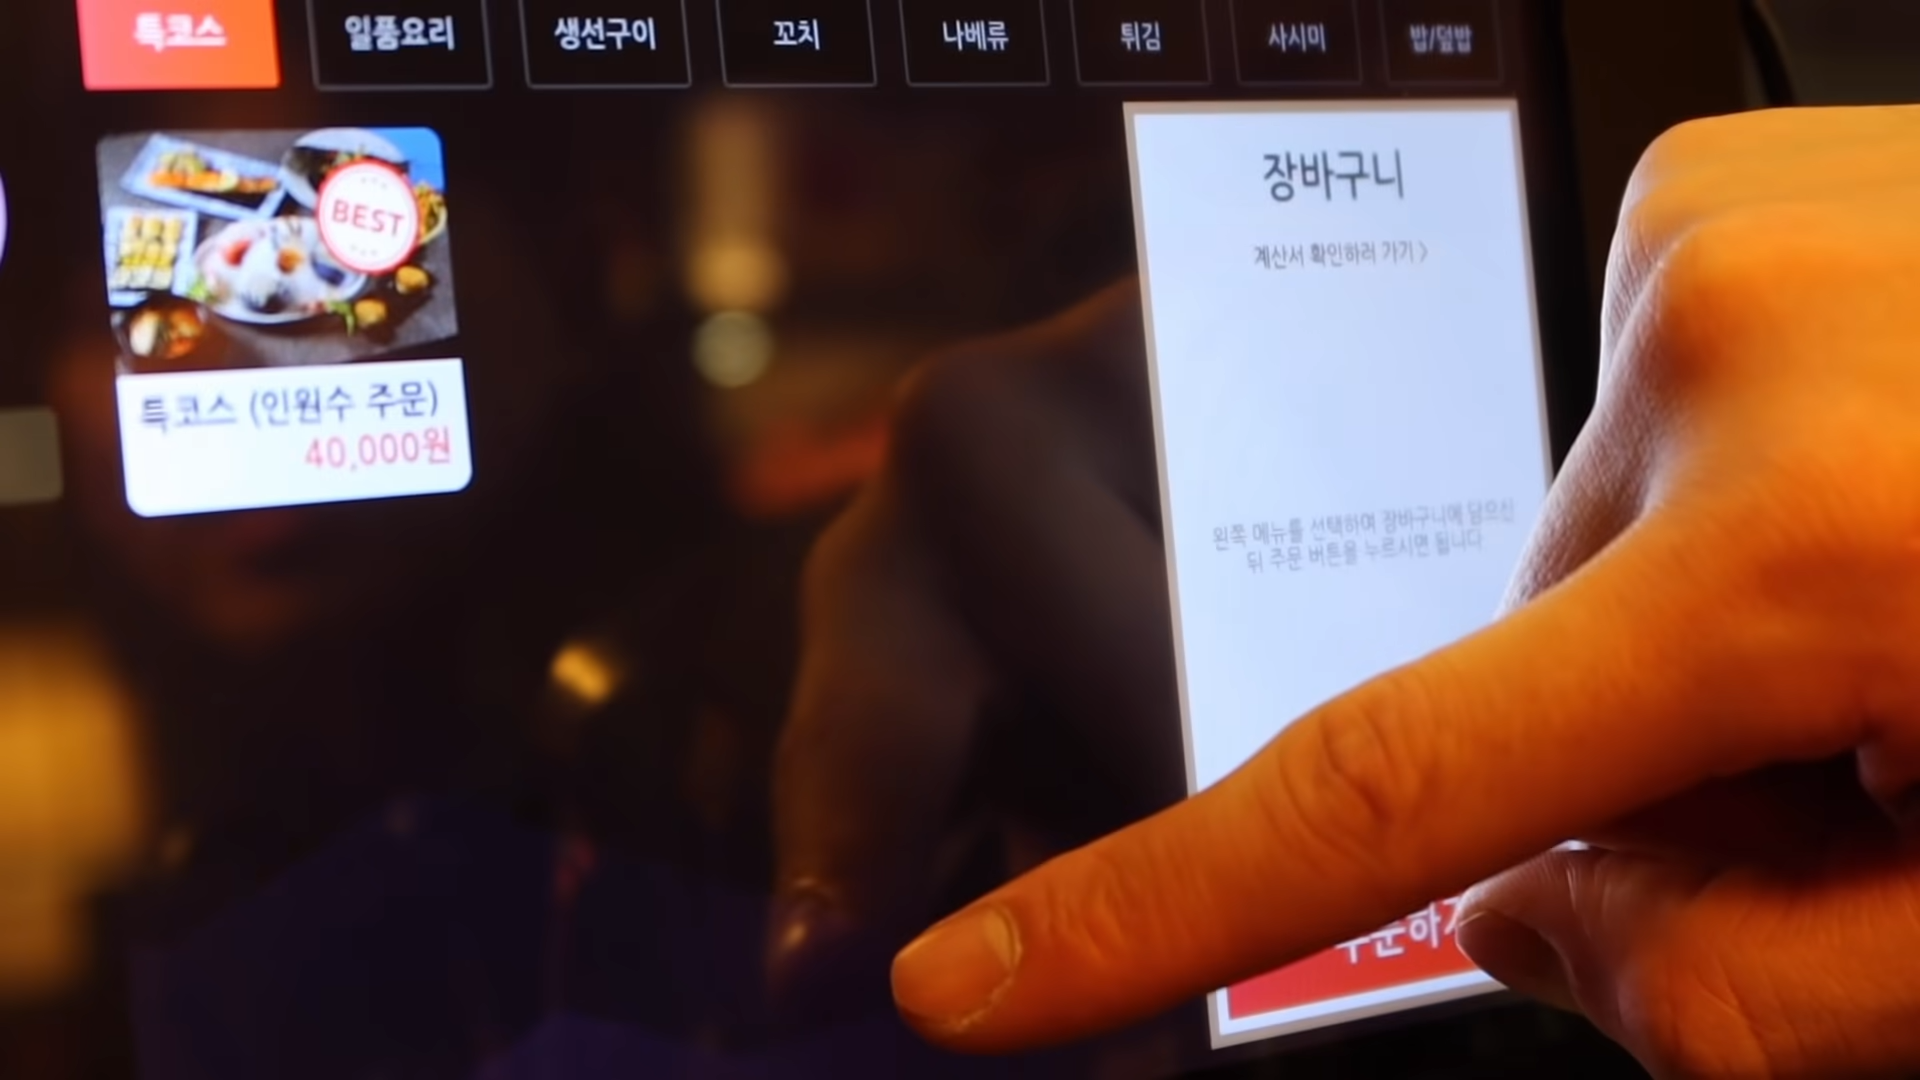 특코스
일품요리
생선구이
꼬치
나베류
튀김
사시미
밥/덮밥
BEST
특코스 (인원수 주문)
40,000원
장바구니
계산서 확인하러 가기 >
왼쪽 메뉴를 선택하여 장바구니에 담으신
뒤 주문 버튼을 누르시면 됩니다
주문하기